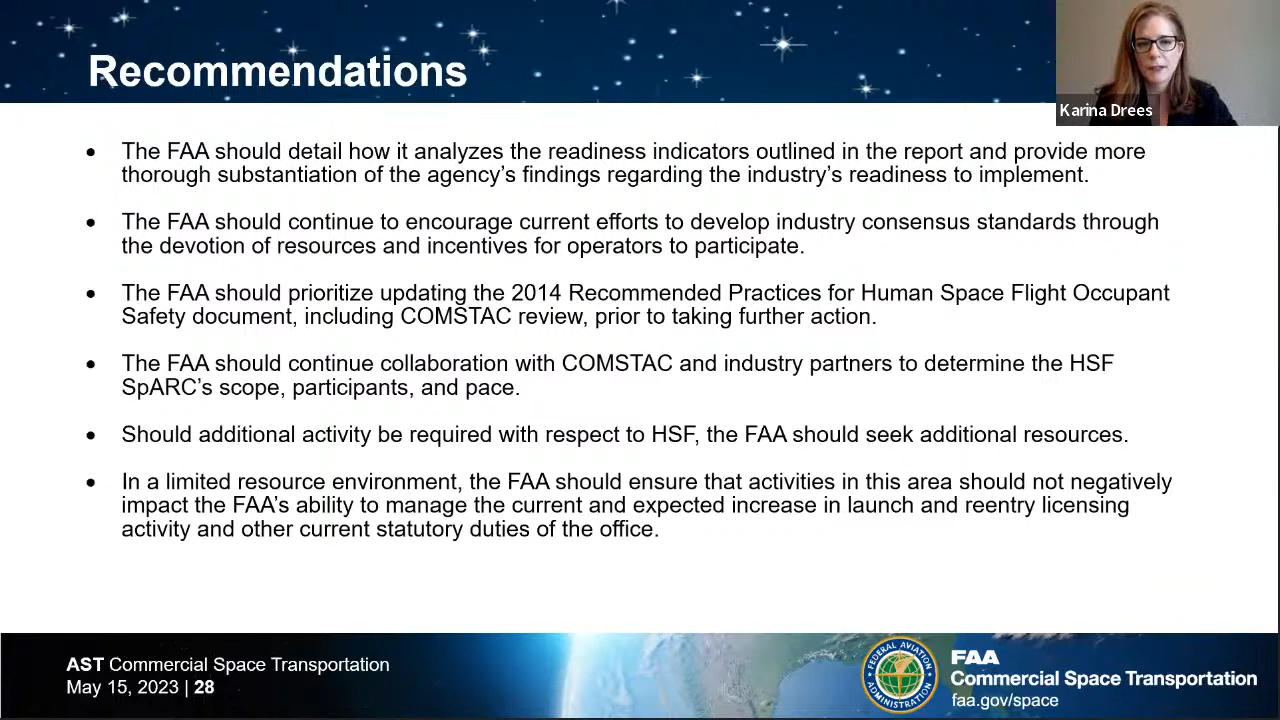 Recommendations
Karina Drees
• The FAA should detail how it analyzes the readiness indicators outlined in the report and provide more
thorough substantiation of the agency’s findings regarding the industry’s readiness to implement.
• The FAA should continue to encourage current efforts to develop industry consensus standards through
the devotion of resources and incentives for operators to participate.
• The FAA should prioritize updating the 2014 Recommended Practices for Human Space Flight Occupant
Safety document, including COMSTAC review, prior to taking further action.
• The FAA should continue collaboration with COMSTAC and industry partners to determine the HSF
SpARC’s scope, participants, and pace.
• Should additional activity be required with respect to HSF, the FAA should seek additional resources.
• In a limited resource environment, the FAA should ensure that activities in this area should not negatively
impact the FAA’s ability to manage the current and expected increase in launch and reentry licensing
activity and other current statutory duties of the office.
AST Commercial Space Transportation
May 15, 2023 | 28
FEDERAL AVIATION
ADMINISTRATION
FAA
Commercial Space Transportation
faa.gov/space